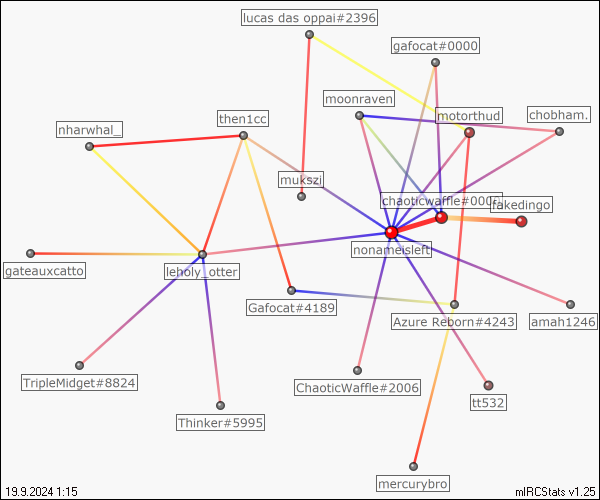 lucas das oppai#2396
gafocat#0000
moonraven
motorthud
chobham.
then1cc
nharwhal_
mukszi
fakedingo
nonameisleft
gateauxcatto
leholy_otter
Gafocat#4189
Azure Reborn#4243
amah1246
TripleMidget#8824
ChaoticWaffle#2006
tt532
Thinker#5995
mercurybro
19.9.2024 1:15
mIRCStats v1.25